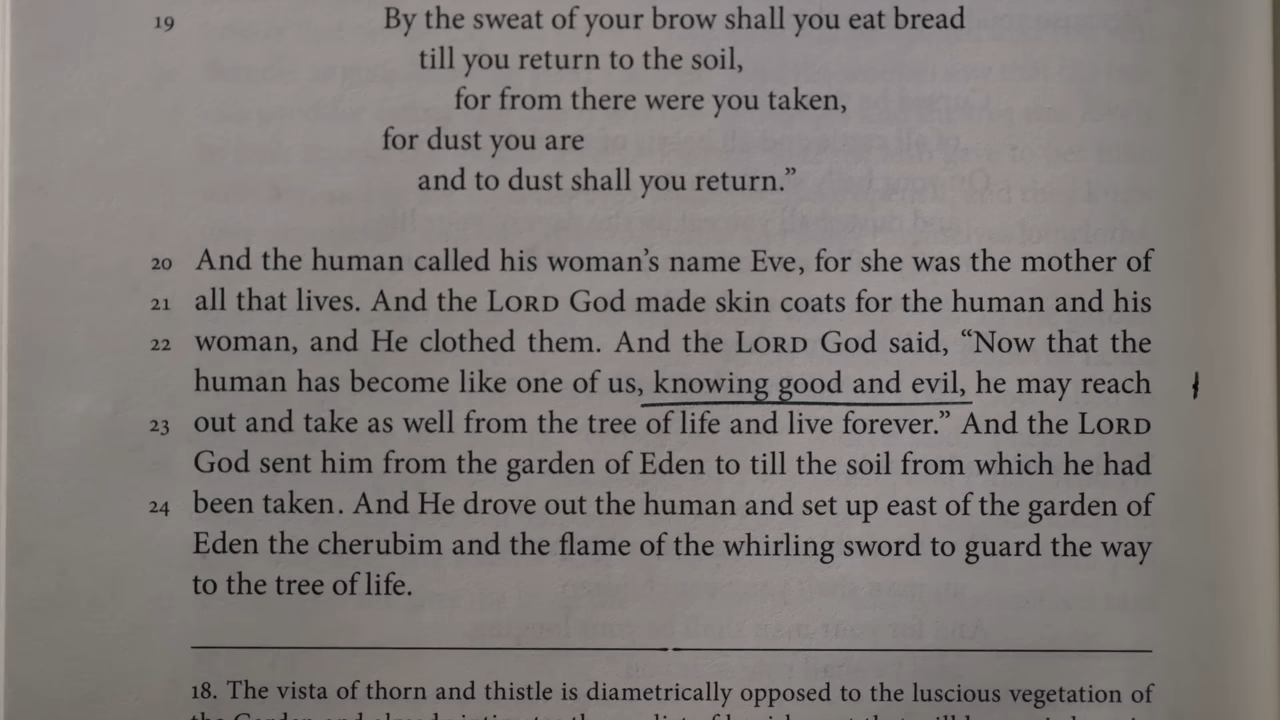 19 By the sweat of your brow shall you eat bread
till you return to the soil,
for from there were you taken,
for dust you are
and to dust shall you return.”
20 And the human called his woman’s name Eve, for she was the mother of
21 all that lives. And the LORD God made skin coats for the human and his
22 woman, and He clothed them. And the LORD God said, “Now that the
human has become like one of us, knowing good and evil, he may reach
23 out and take as well from the tree of life and live forever.” And the LORD
God sent him from the garden of Eden to till the soil from which he had
24 been taken. And He drove out the human and set up east of the garden of
Eden the cherubim and the flame of the whirling sword to guard the way
to the tree of life.
18. The vista of thorn and thistle is diametrically opposed to the luscious vegetation of